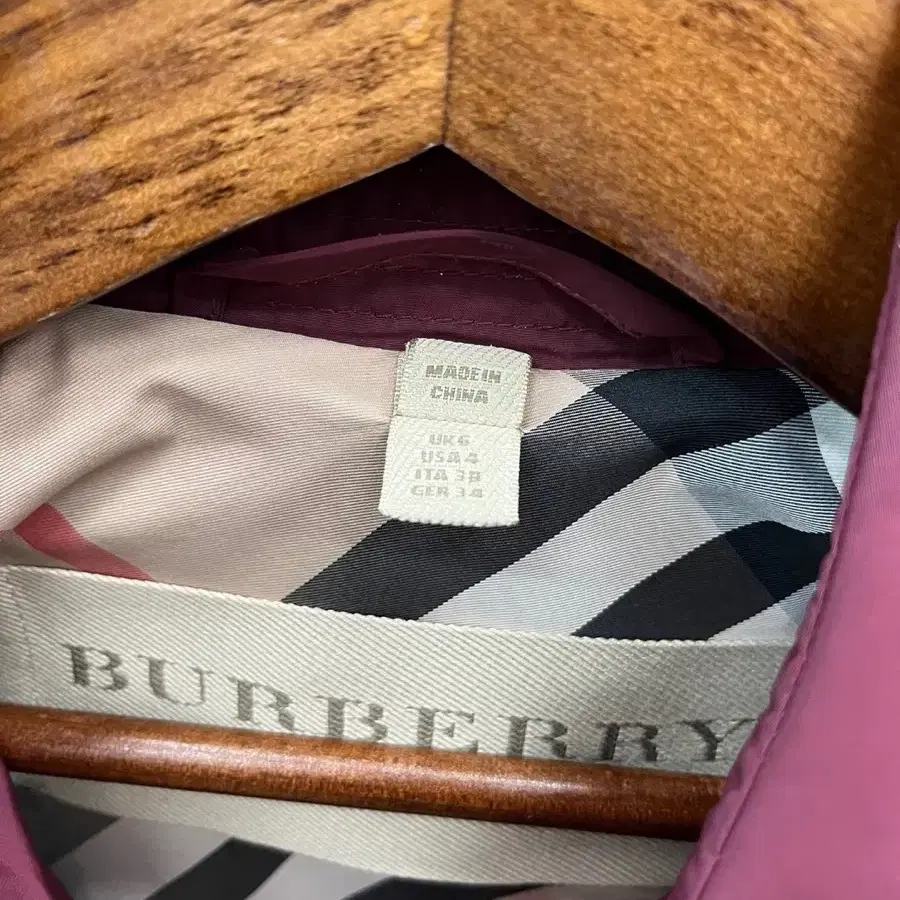 MADE IN
CHINA
UK 6
USA 4
ITA 38
GER 34
BURBERRY